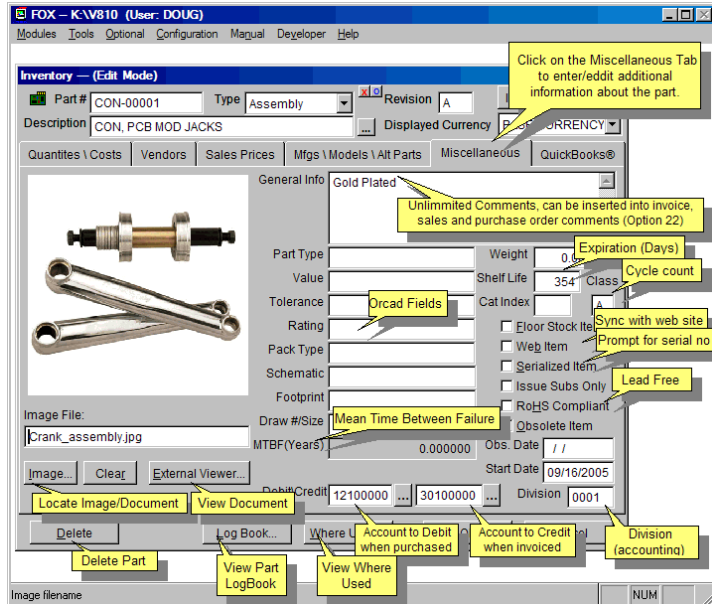 FOX – K:\V810 (User: DOUG)
Modules Tools Optional Configuration Manual Developer Help
Click on the Miscellaneous Tab
to enter/eddit additional
information about the part.
Inventory — (Edit Mode)
Part # CON-00001 Type Assembly X O Revision A
Description CON, PCB MOD JACKS ... Displayed Currency
Quantites \ Costs Vendors Sales Prices Mfgs \ Models \ Alt Parts Miscellaneous QuickBooks®
General Info Gold Plated
Unlimmited Comments, can be inserted into invoice,
sales and purchase order comments (Option 22)
Part Type Weight 0.0
Expiration (Days)
Value Shelf Life 354 Class
Cycle count
Tolerance Cat Index A
Orcad Fields
Rating Floor Stock
Sync with web site
Pack Type Web Item
Prompt for serial no
Schematic Serialized Item
Issue Subs Only
Lead Free
Footprint RoHS Compliant
Image File: Draw #/Size Obsolete Item
Mean Time Between Failure
Crank_assembly.jpg MTBF(Years) 0.000000 Obs. Date / /
Image... Clear External Viewer... Start Date 09/16/2005
Locate Image/Document View Document
Debit\Credit 12100000 ... 30100000 ... Division 0001
Delete Log Book...
Account to Debit
when purchased
Account to Credit
when invoiced
Division
(accounting)
Delete Part
View Part
LogBook
View Where
Used
Image filename NUM